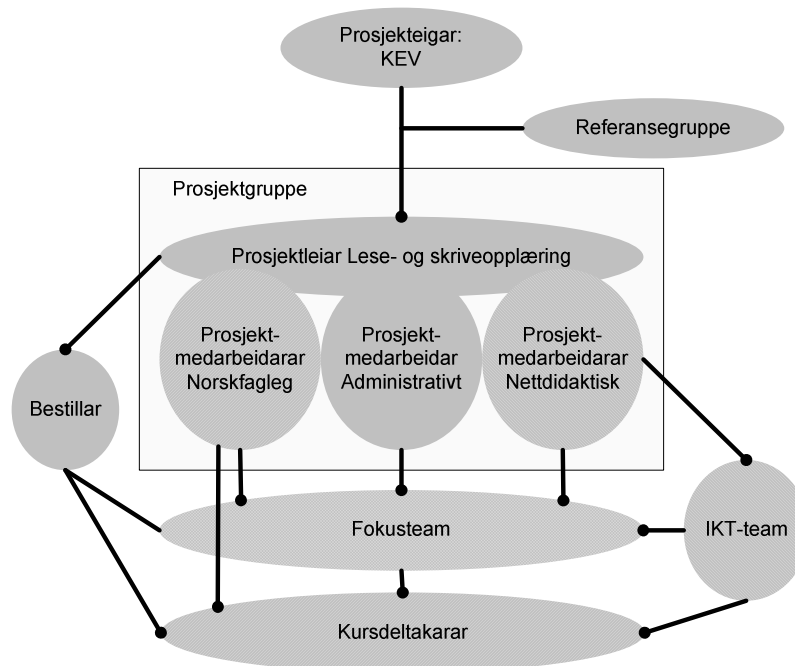 Prosjekteigar:
KEV
Referansegruppe
Prosjektgruppe
Prosjektleiar Lese- og skriveopplæring
Prosjekt-
medarbeidarar
Norskfagleg
Prosjekt-
medarbeidar
Administrativt
Prosjekt-
medarbeidarar
Nettdidaktisk
Bestillar
Fokusteam
IKT-team
Kursdeltakarar